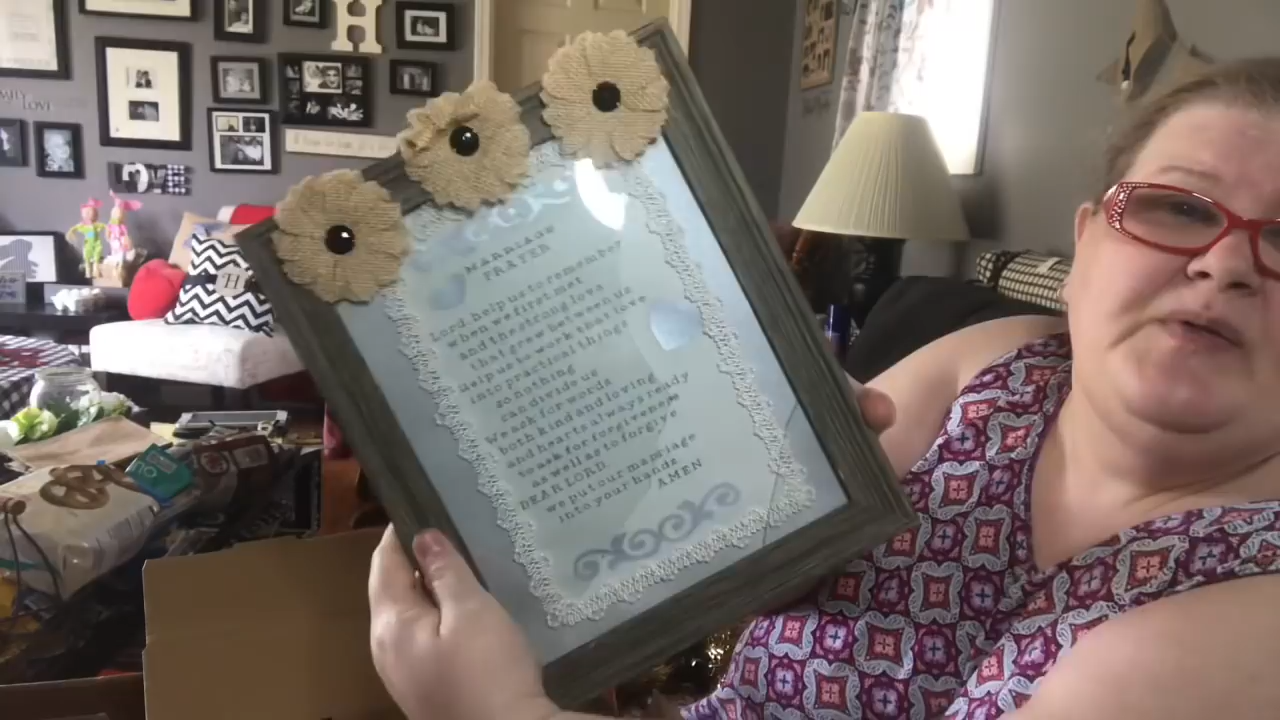 H
LOVE
LOVE
H
MARRIAGE
PRAYER
Lord, help us to remember
when we first met
and the strong love
that grew between us
Help us to work that love
into practical things
so nothing
can divide us
We ask for words
both kind and loving
and hearts always ready
to ask for forgiveness
as well as to forgive
DEAR LORD
we put our marriage
into your hands
AMEN